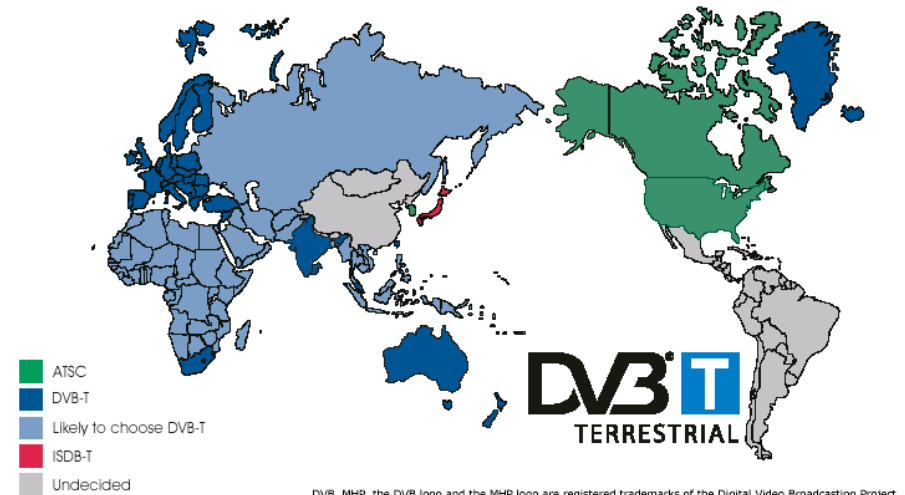 ATSC
DVB-T
Likely to choose DVB-T
ISDB-T
Undecided
DVB T
TERRESTRIAL
DVB, MHP, the DVB logo and the MHP logo are registered trademarks of the Digital Video Broadcasting Project